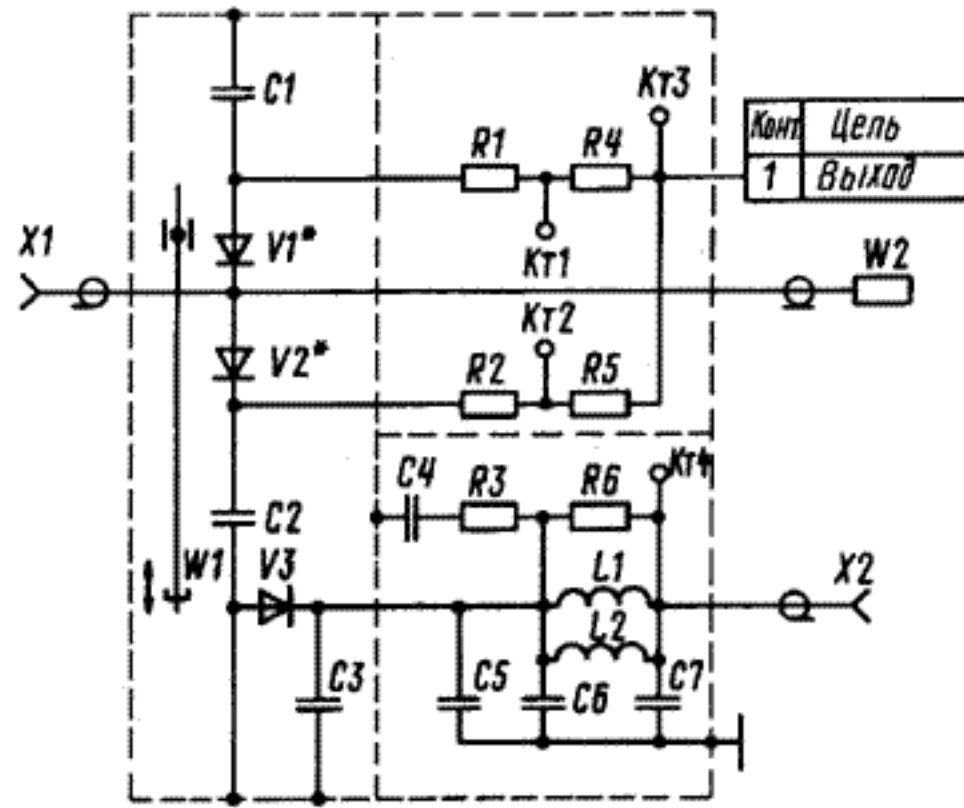 C1
Кт3
Конт. Цель
1 Выход
R1 R4
X1
V1*
Кт1
W2
Кт2
V2*
R2 R5
C4 R3 R6 Кт4
C2
W1 V3
L1
X2
L2
C3 C5 C6 C7